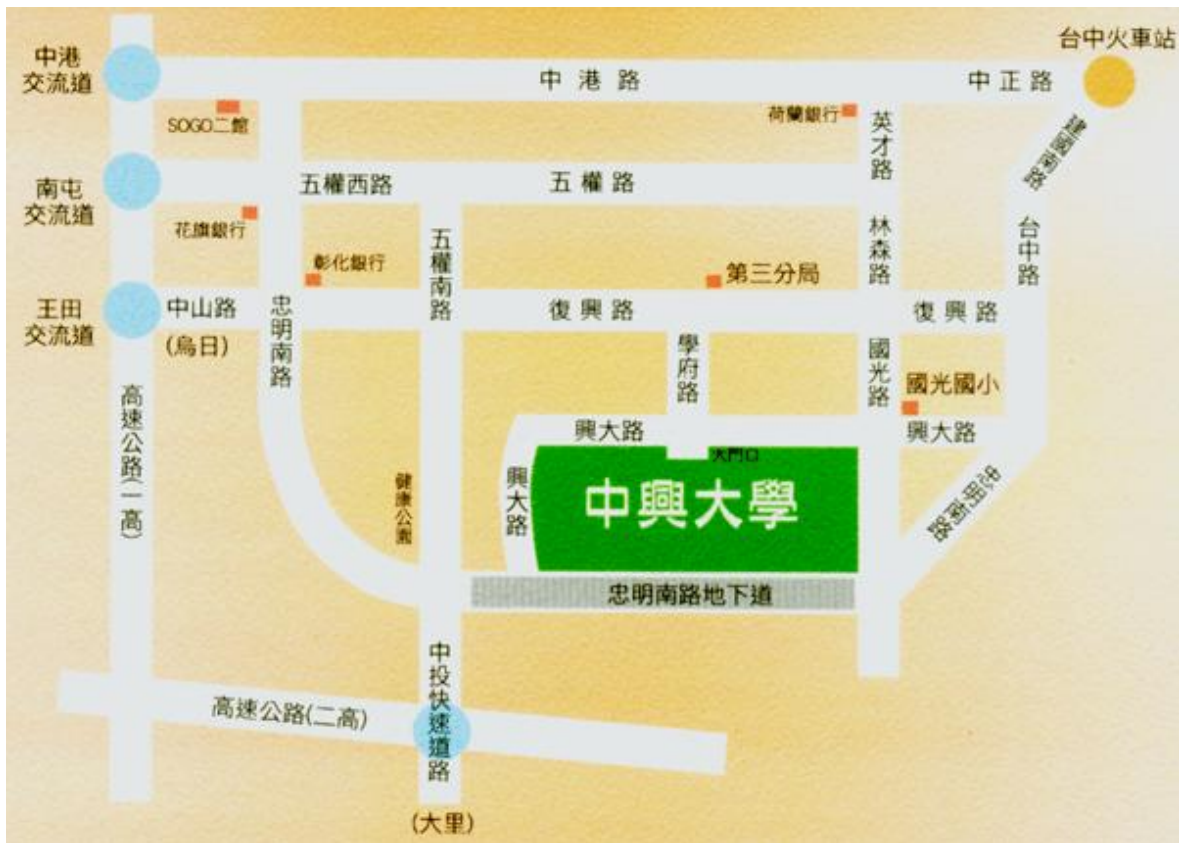 台中火車站
中港
交流道
中港路
中正路
SOGO二館
荷蘭銀行
英才路
建國南路
南屯
交流道
五權西路
五權路
花旗銀行
五權南路
林森路
台中路
彰化銀行
第三分局
王田
交流道
中山路
(烏日)
忠明南路
復興路
復興路
學府路
國光路
國光國小
高速公路(一高)
興大路
興大路
大門口
興大路
中興大學
健康公園
忠明南路
忠明南路地下道
中投快速道路
高速公路(二高)
(大里)